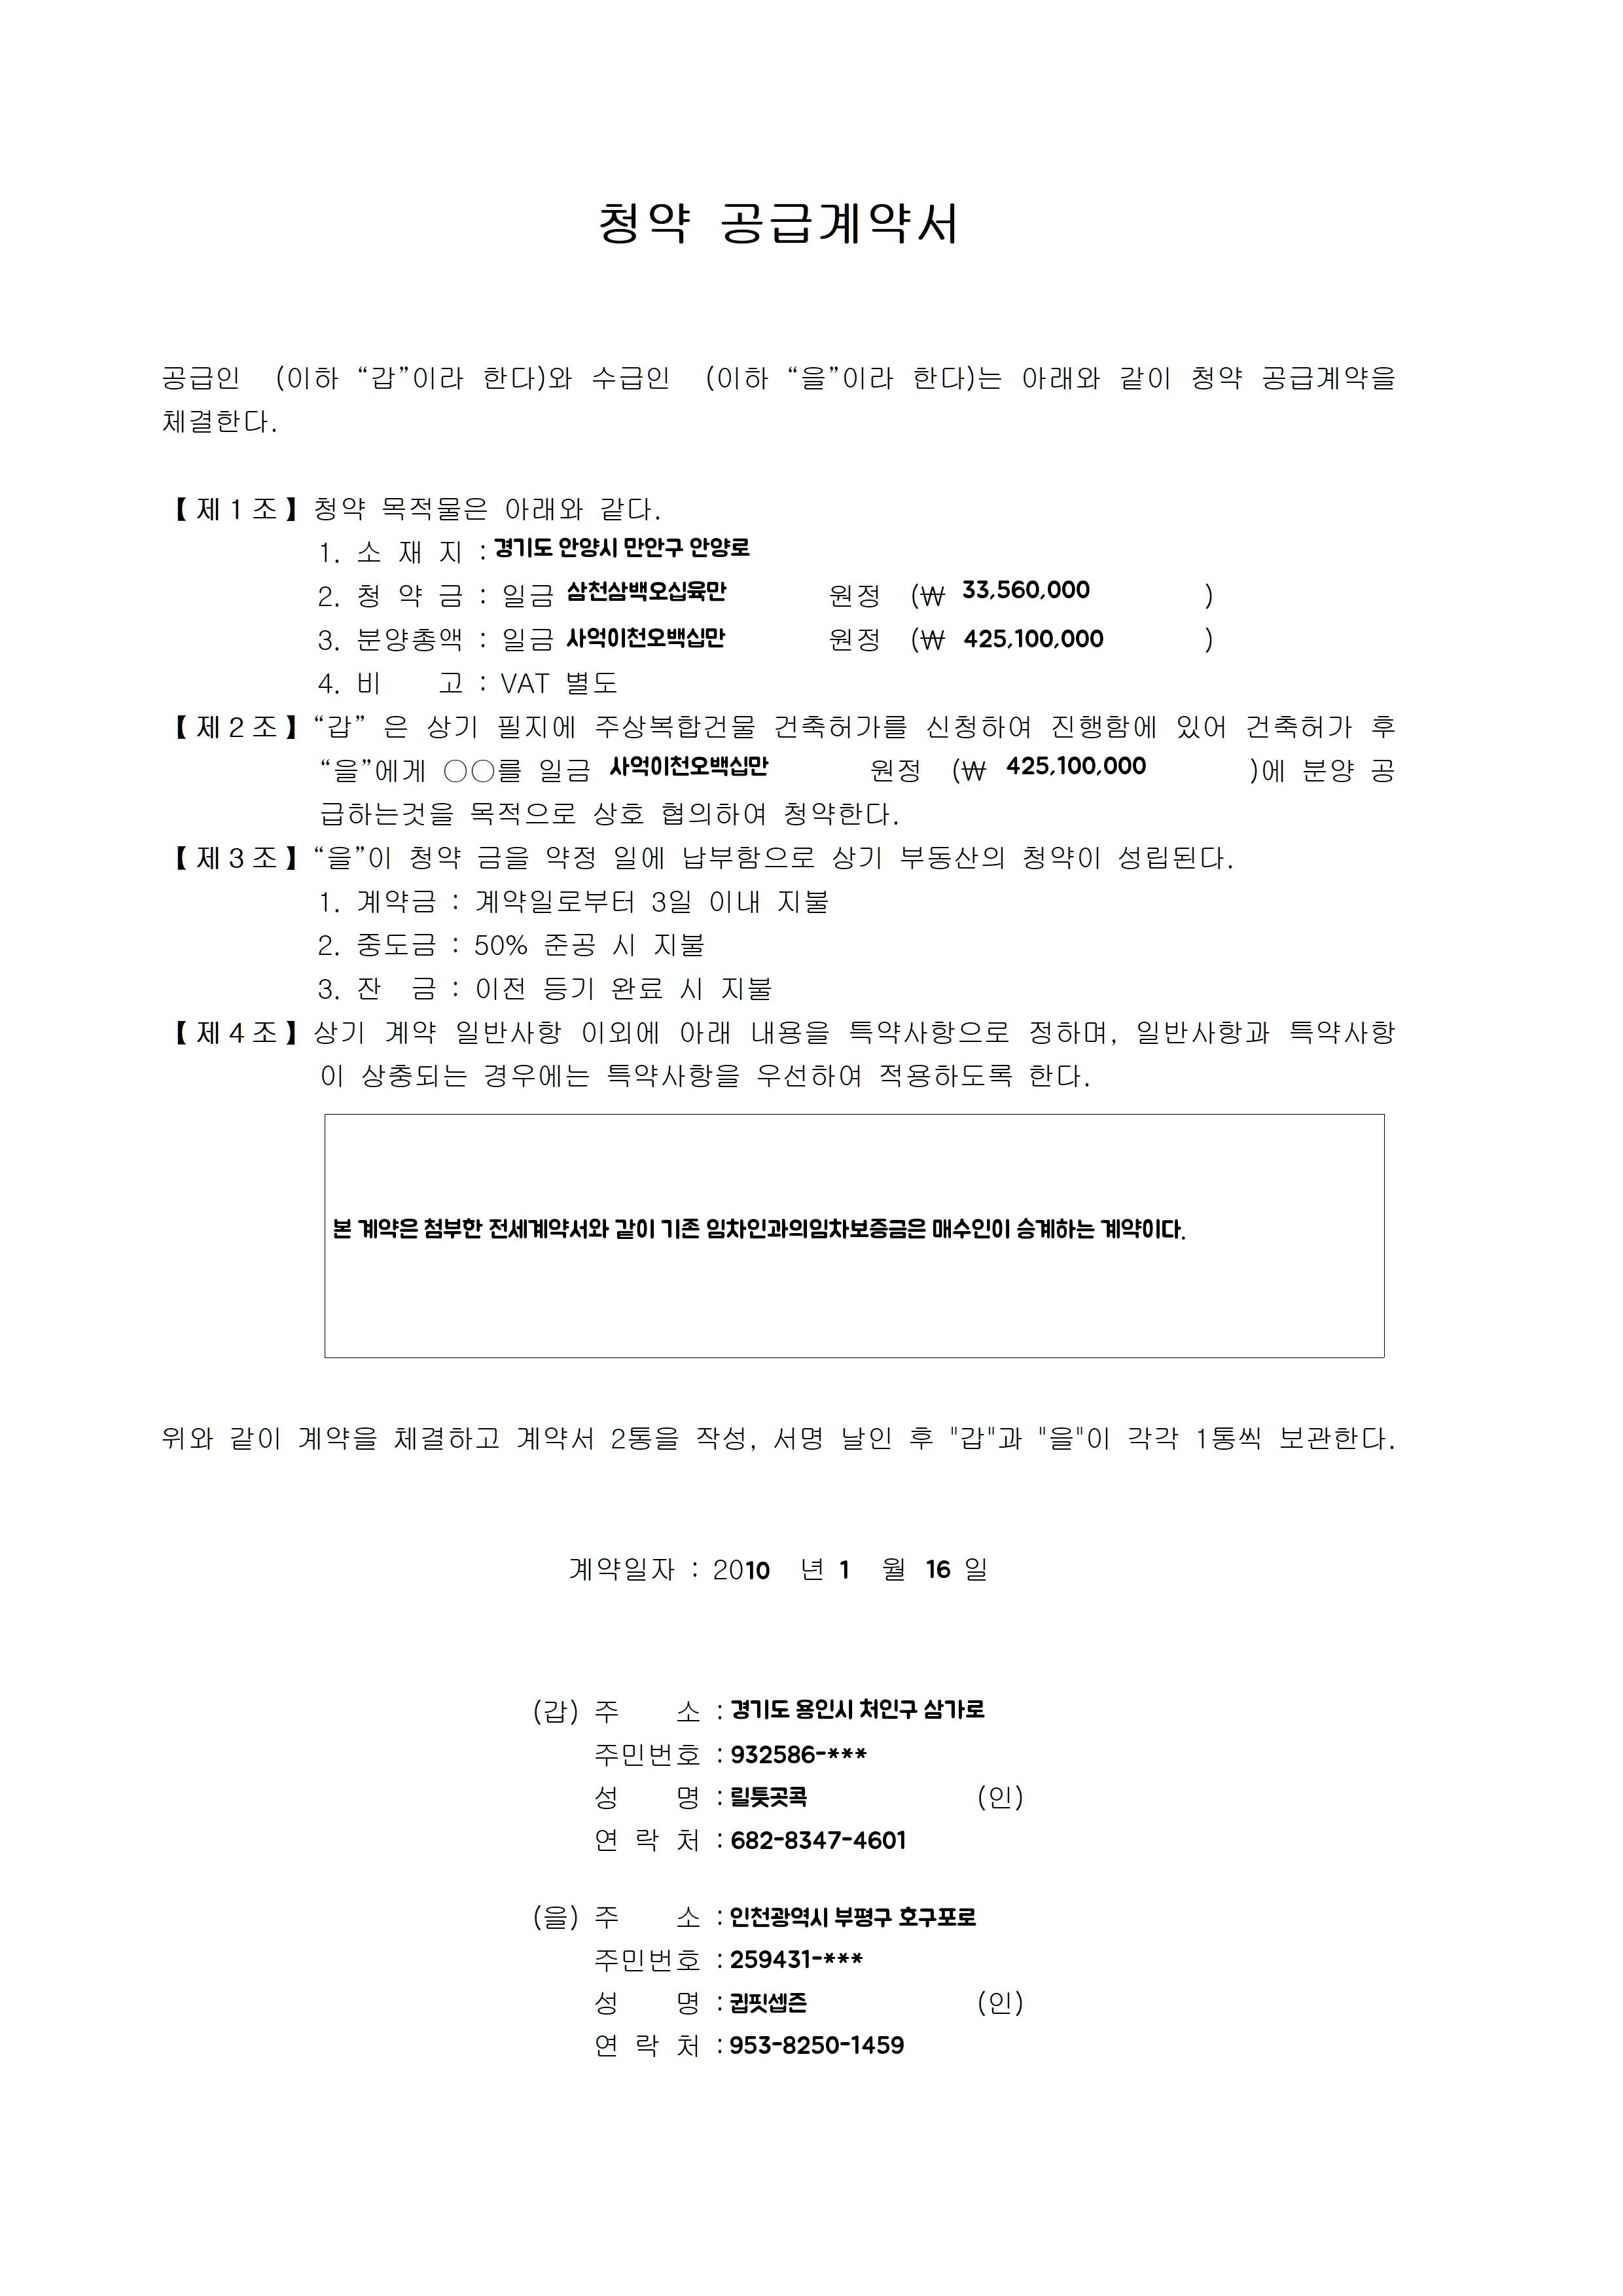 청약 공급계약서
공급인 (이하 “갑”이라 한다)와 수급인 (이하 “을”이라 한다)는 아래와 같이 청약 공급계약을
체결한다.
【제1조】청약 목적물은 아래와 같다.
1. 소 재 지 : 경기도 안양시 만안구 안양로
2. 청 약 금 : 일금 삼천삼백오십육만 원정 (₩ 33,560,000 )
3. 분양총액 : 일금 사억이천오백십만 원정 (₩ 425,100,000 )
4. 비 고 : VAT 별도
【제2조】“갑” 은 상기 필지에 주상복합건물 건축허가를 신청하여 진행함에 있어 건축허가 후
“을”에게 ○○를 일금 사억이천오백십만 원정 (₩ 425,100,000 )에 분양 공
급하는것을 목적으로 상호 협의하여 청약한다.
【제3조】“을”이 청약 금을 약정 일에 납부함으로 상기 부동산의 청약이 성립된다.
1. 계약금 : 계약일로부터 3일 이내 지불
2. 중도금 : 50% 준공 시 지불
3. 잔 금 : 이전 등기 완료 시 지불
【제4조】상기 계약 일반사항 이외에 아래 내용을 특약사항으로 정하며, 일반사항과 특약사항
이 상충되는 경우에는 특약사항을 우선하여 적용하도록 한다.
본 계약은 첨부한 전세계약서와 같이 기존 임차인과의임차보증금은 매수인이 승계하는 계약이다.
위와 같이 계약을 체결하고 계약서 2통을 작성, 서명 날인 후 "갑"과 "을"이 각각 1통씩 보관한다.
계약일자 : 2010 년 1 월 16 일
(갑) 주 소 : 경기도 용인시 처인구 삼가로
주민번호 : 932586-***
성 명 : 릴툿곳콕 (인)
연 락 처 : 682-8347-4601
(을) 주 소 : 인천광역시 부평구 호구포로
주민번호 : 259431-***
성 명 : 귑핏셉즌 (인)
연 락 처 : 953-8250-1459